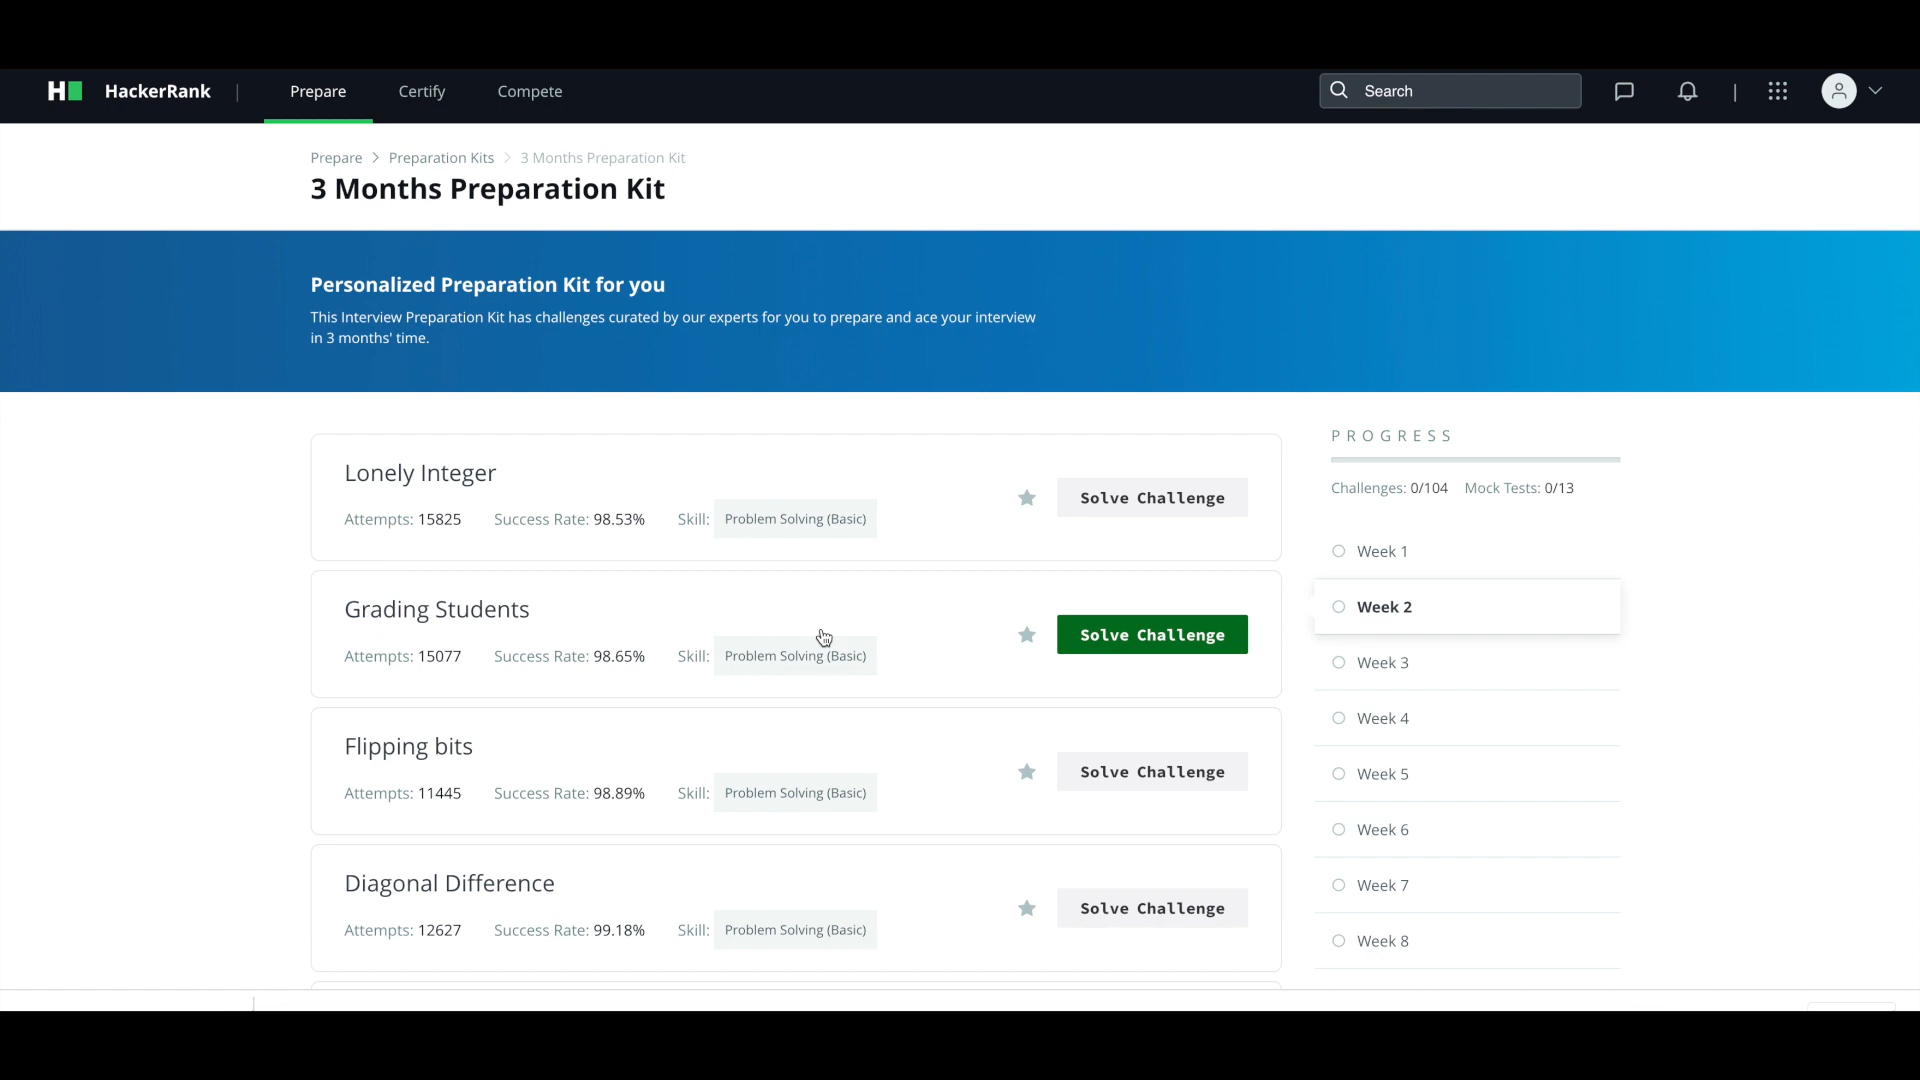 H HackerRank | Prepare Certify Compete Search |
Prepare > Preparation Kits > 3 Months Preparation Kit
3 Months Preparation Kit
Personalized Preparation Kit for you
This Interview Preparation Kit has challenges curated by our experts for you to prepare and ace your interview
in 3 months' time.
Lonely Integer
Attempts: 15825 Success Rate: 98.53% Skill: Problem Solving (Basic)
Solve Challenge
Grading Students
Attempts: 15077 Success Rate: 98.65% Skill: Problem Solving (Basic)
Solve Challenge
Flipping bits
Attempts: 11445 Success Rate: 98.89% Skill: Problem Solving (Basic)
Solve Challenge
Diagonal Difference
Attempts: 12627 Success Rate: 99.18% Skill: Problem Solving (Basic)
Solve Challenge
PROGRESS
Challenges: 0/104 Mock Tests: 0/13
Week 1
Week 2
Week 3
Week 4
Week 5
Week 6
Week 7
Week 8